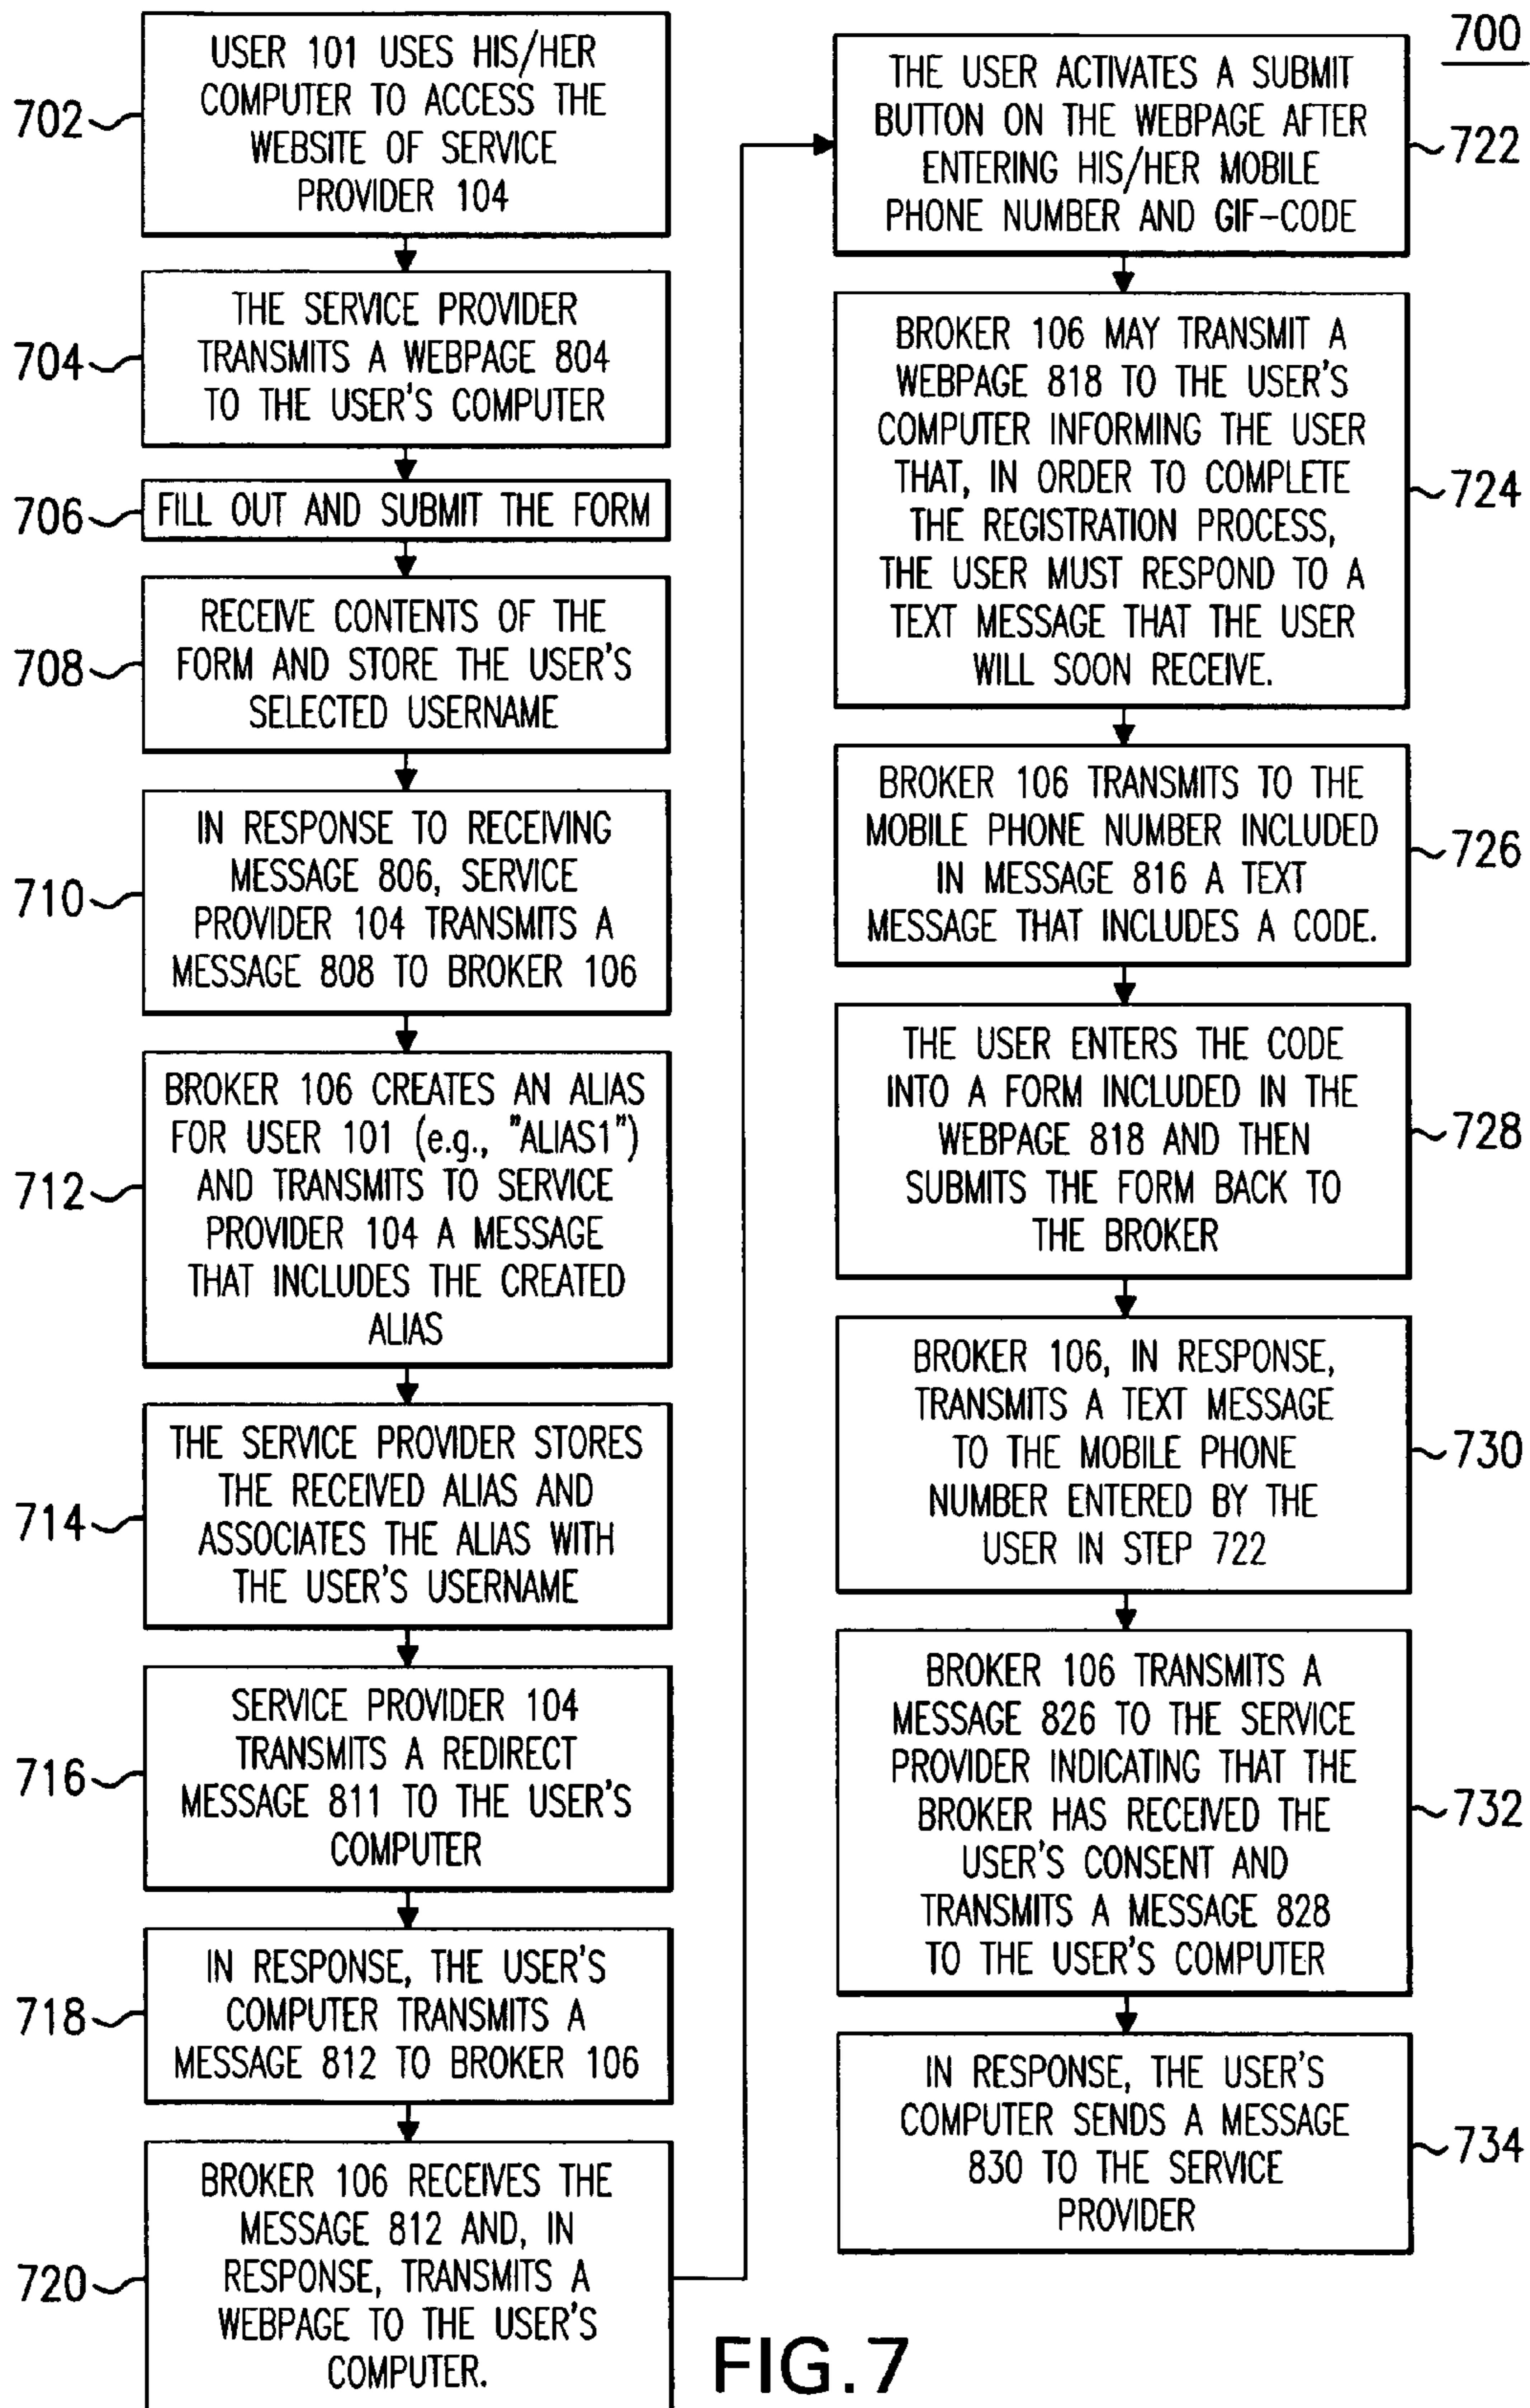 700
702
USER 101 USES HIS/HER
COMPUTER TO ACCESS THE
WEBSITE OF SERVICE
PROVIDER 104
704
THE SERVICE PROVIDER
TRANSMITS A WEBPAGE 804
TO THE USER'S COMPUTER
706
FILL OUT AND SUBMIT THE FORM
708
RECEIVE CONTENTS OF THE
FORM AND STORE THE USER'S
SELECTED USERNAME
710
IN RESPONSE TO RECEIVING
MESSAGE 806, SERVICE
PROVIDER 104 TRANSMITS A
MESSAGE 808 TO BROKER 106
712
BROKER 106 CREATES AN ALIAS
FOR USER 101 (e.g., "ALIAS1")
AND TRANSMITS TO SERVICE
PROVIDER 104 A MESSAGE
THAT INCLUDES THE CREATED
ALIAS
714
THE SERVICE PROVIDER STORES
THE RECEIVED ALIAS AND
ASSOCIATES THE ALIAS WITH
THE USER'S USERNAME
716
SERVICE PROVIDER 104
TRANSMITS A REDIRECT
MESSAGE 811 TO THE USER'S
COMPUTER
718
IN RESPONSE, THE USER'S
COMPUTER TRANSMITS A
MESSAGE 812 TO BROKER 106
720
BROKER 106 RECEIVES THE
MESSAGE 812 AND, IN
RESPONSE, TRANSMITS A
WEBPAGE TO THE USER'S
COMPUTER.
THE USER ACTIVATES A SUBMIT
BUTTON ON THE WEBPAGE AFTER
ENTERING HIS/HER MOBILE
PHONE NUMBER AND GIF-CODE
722
BROKER 106 MAY TRANSMIT A
WEBPAGE 818 TO THE USER'S
COMPUTER INFORMING THE USER
THAT, IN ORDER TO COMPLETE
THE REGISTRATION PROCESS,
THE USER MUST RESPOND TO A
TEXT MESSAGE THAT THE USER
WILL SOON RECEIVE.
724
BROKER 106 TRANSMITS TO THE
MOBILE PHONE NUMBER INCLUDED
IN MESSAGE 816 A TEXT
MESSAGE THAT INCLUDES A CODE.
726
THE USER ENTERS THE CODE
INTO A FORM INCLUDED IN THE
WEBPAGE 818 AND THEN
SUBMITS THE FORM BACK TO
THE BROKER
728
BROKER 106, IN RESPONSE,
TRANSMITS A TEXT MESSAGE
TO THE MOBILE PHONE
NUMBER ENTERED BY THE
USER IN STEP 722
730
BROKER 106 TRANSMITS A
MESSAGE 826 TO THE SERVICE
PROVIDER INDICATING THAT THE
BROKER HAS RECEIVED THE
USER'S CONSENT AND
TRANSMITS A MESSAGE 828
TO THE USER'S COMPUTER
732
IN RESPONSE, THE USER'S
COMPUTER SENDS A MESSAGE
830 TO THE SERVICE
PROVIDER
734
FIG.7